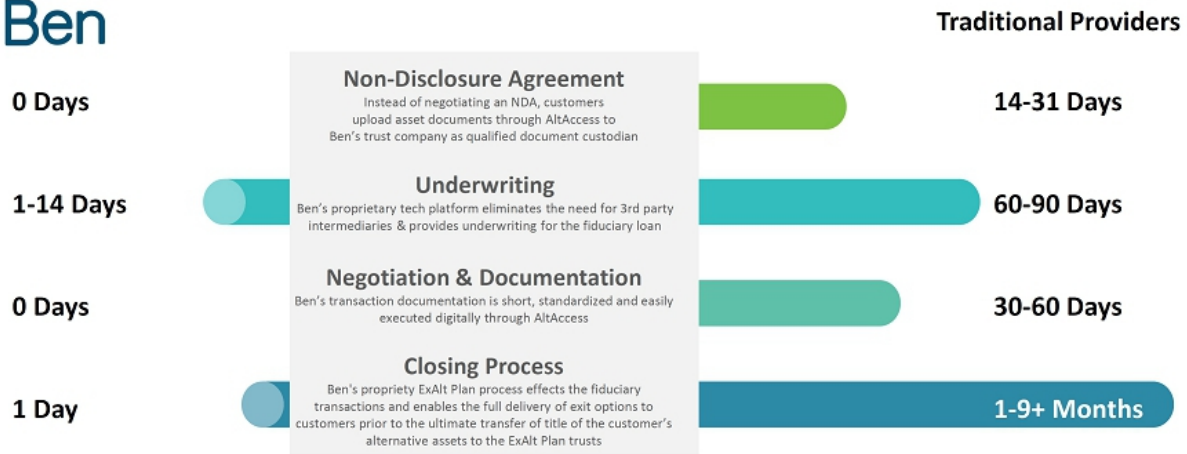 Ben
Traditional Providers
0 Days
Non-Disclosure Agreement
Instead of negotiating an NDA, customers
upload asset documents through AltAccess to
Ben's trust company as qualified document custodian
14-31 Days
1-14 Days
Underwriting
Ben's proprietary tech platform eliminates the need for 3rd party
intermediaries & provides underwriting for the fiduciary loan
60-90 Days
0 Days
Negotiation & Documentation
Ben's transaction documentation is short, standardized and easily
executed digitally through AltAccess
30-60 Days
1 Day
Closing Process
Ben's propriety ExAlt Plan process effects the fiduciary
transactions and enables the full delivery of exit options to
customers prior to the ultimate transfer of title of the customer's
alternative assets to the ExAlt Plan trusts
1-9+ Months